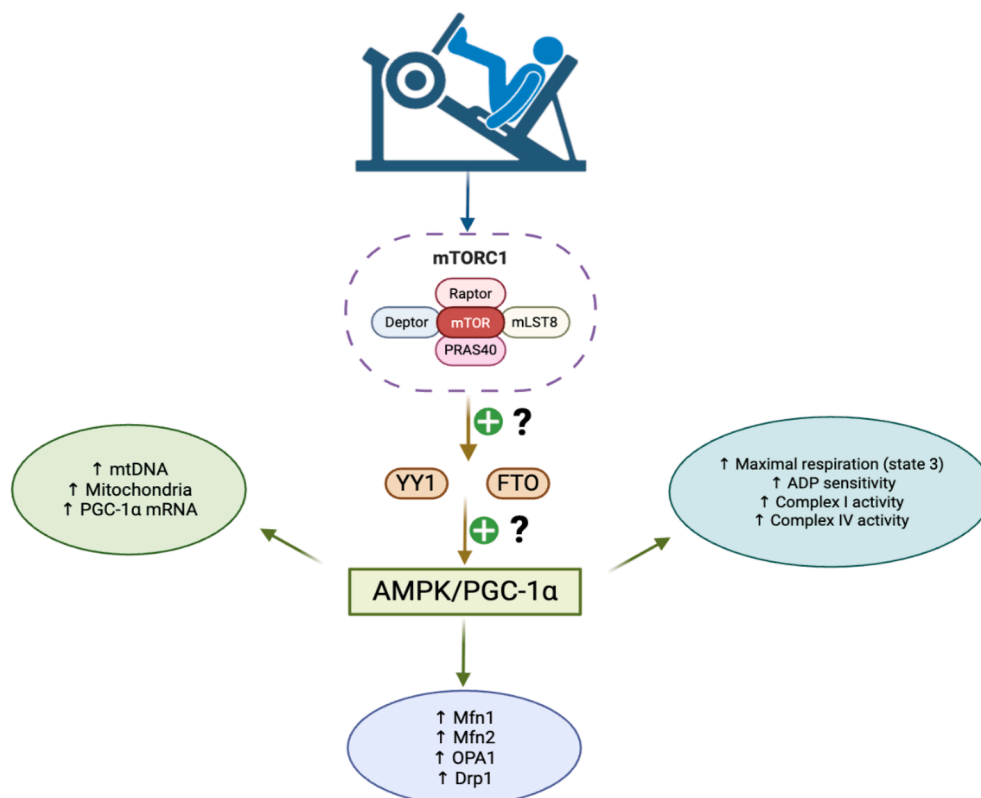 mTORC1
Raptor
Deptor
mTOR
mLST8
PRAS40
?
YY1
FTO
?
AMPK/PGC-1α
↑ mtDNA
↑ Mitochondria
↑ PGC-1α mRNA
↑ Maximal respiration (state 3)
↑ ADP sensitivity
↑ Complex I activity
↑ Complex IV activity
↑ Mfn1
↑ Mfn2
↑ OPA1
↑ Drp1